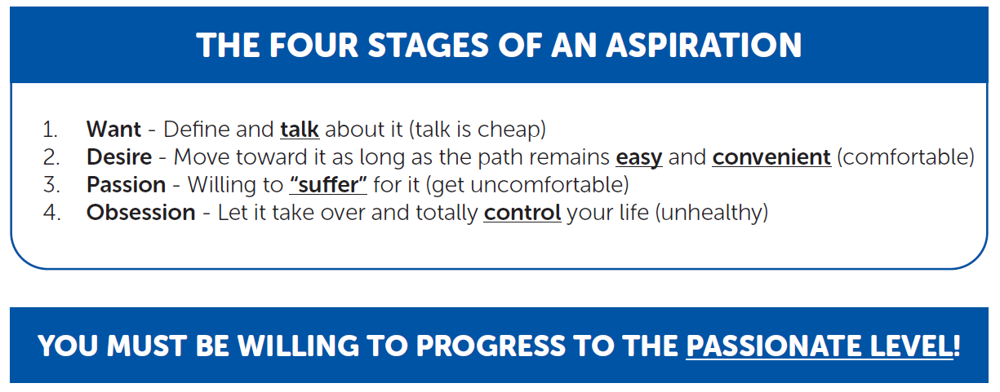 THE FOUR STAGES OF AN ASPIRATION
1. Want - Define and talk about it (talk is cheap)
2. Desire - Move toward it as long as the path remains easy and convenient (comfortable)
3. Passion - Willing to “suffer” for it (get uncomfortable)
4. Obsession - Let it take over and totally control your life (unhealthy)
YOU MUST BE WILLING TO PROGRESS TO THE PASSIONATE LEVEL!